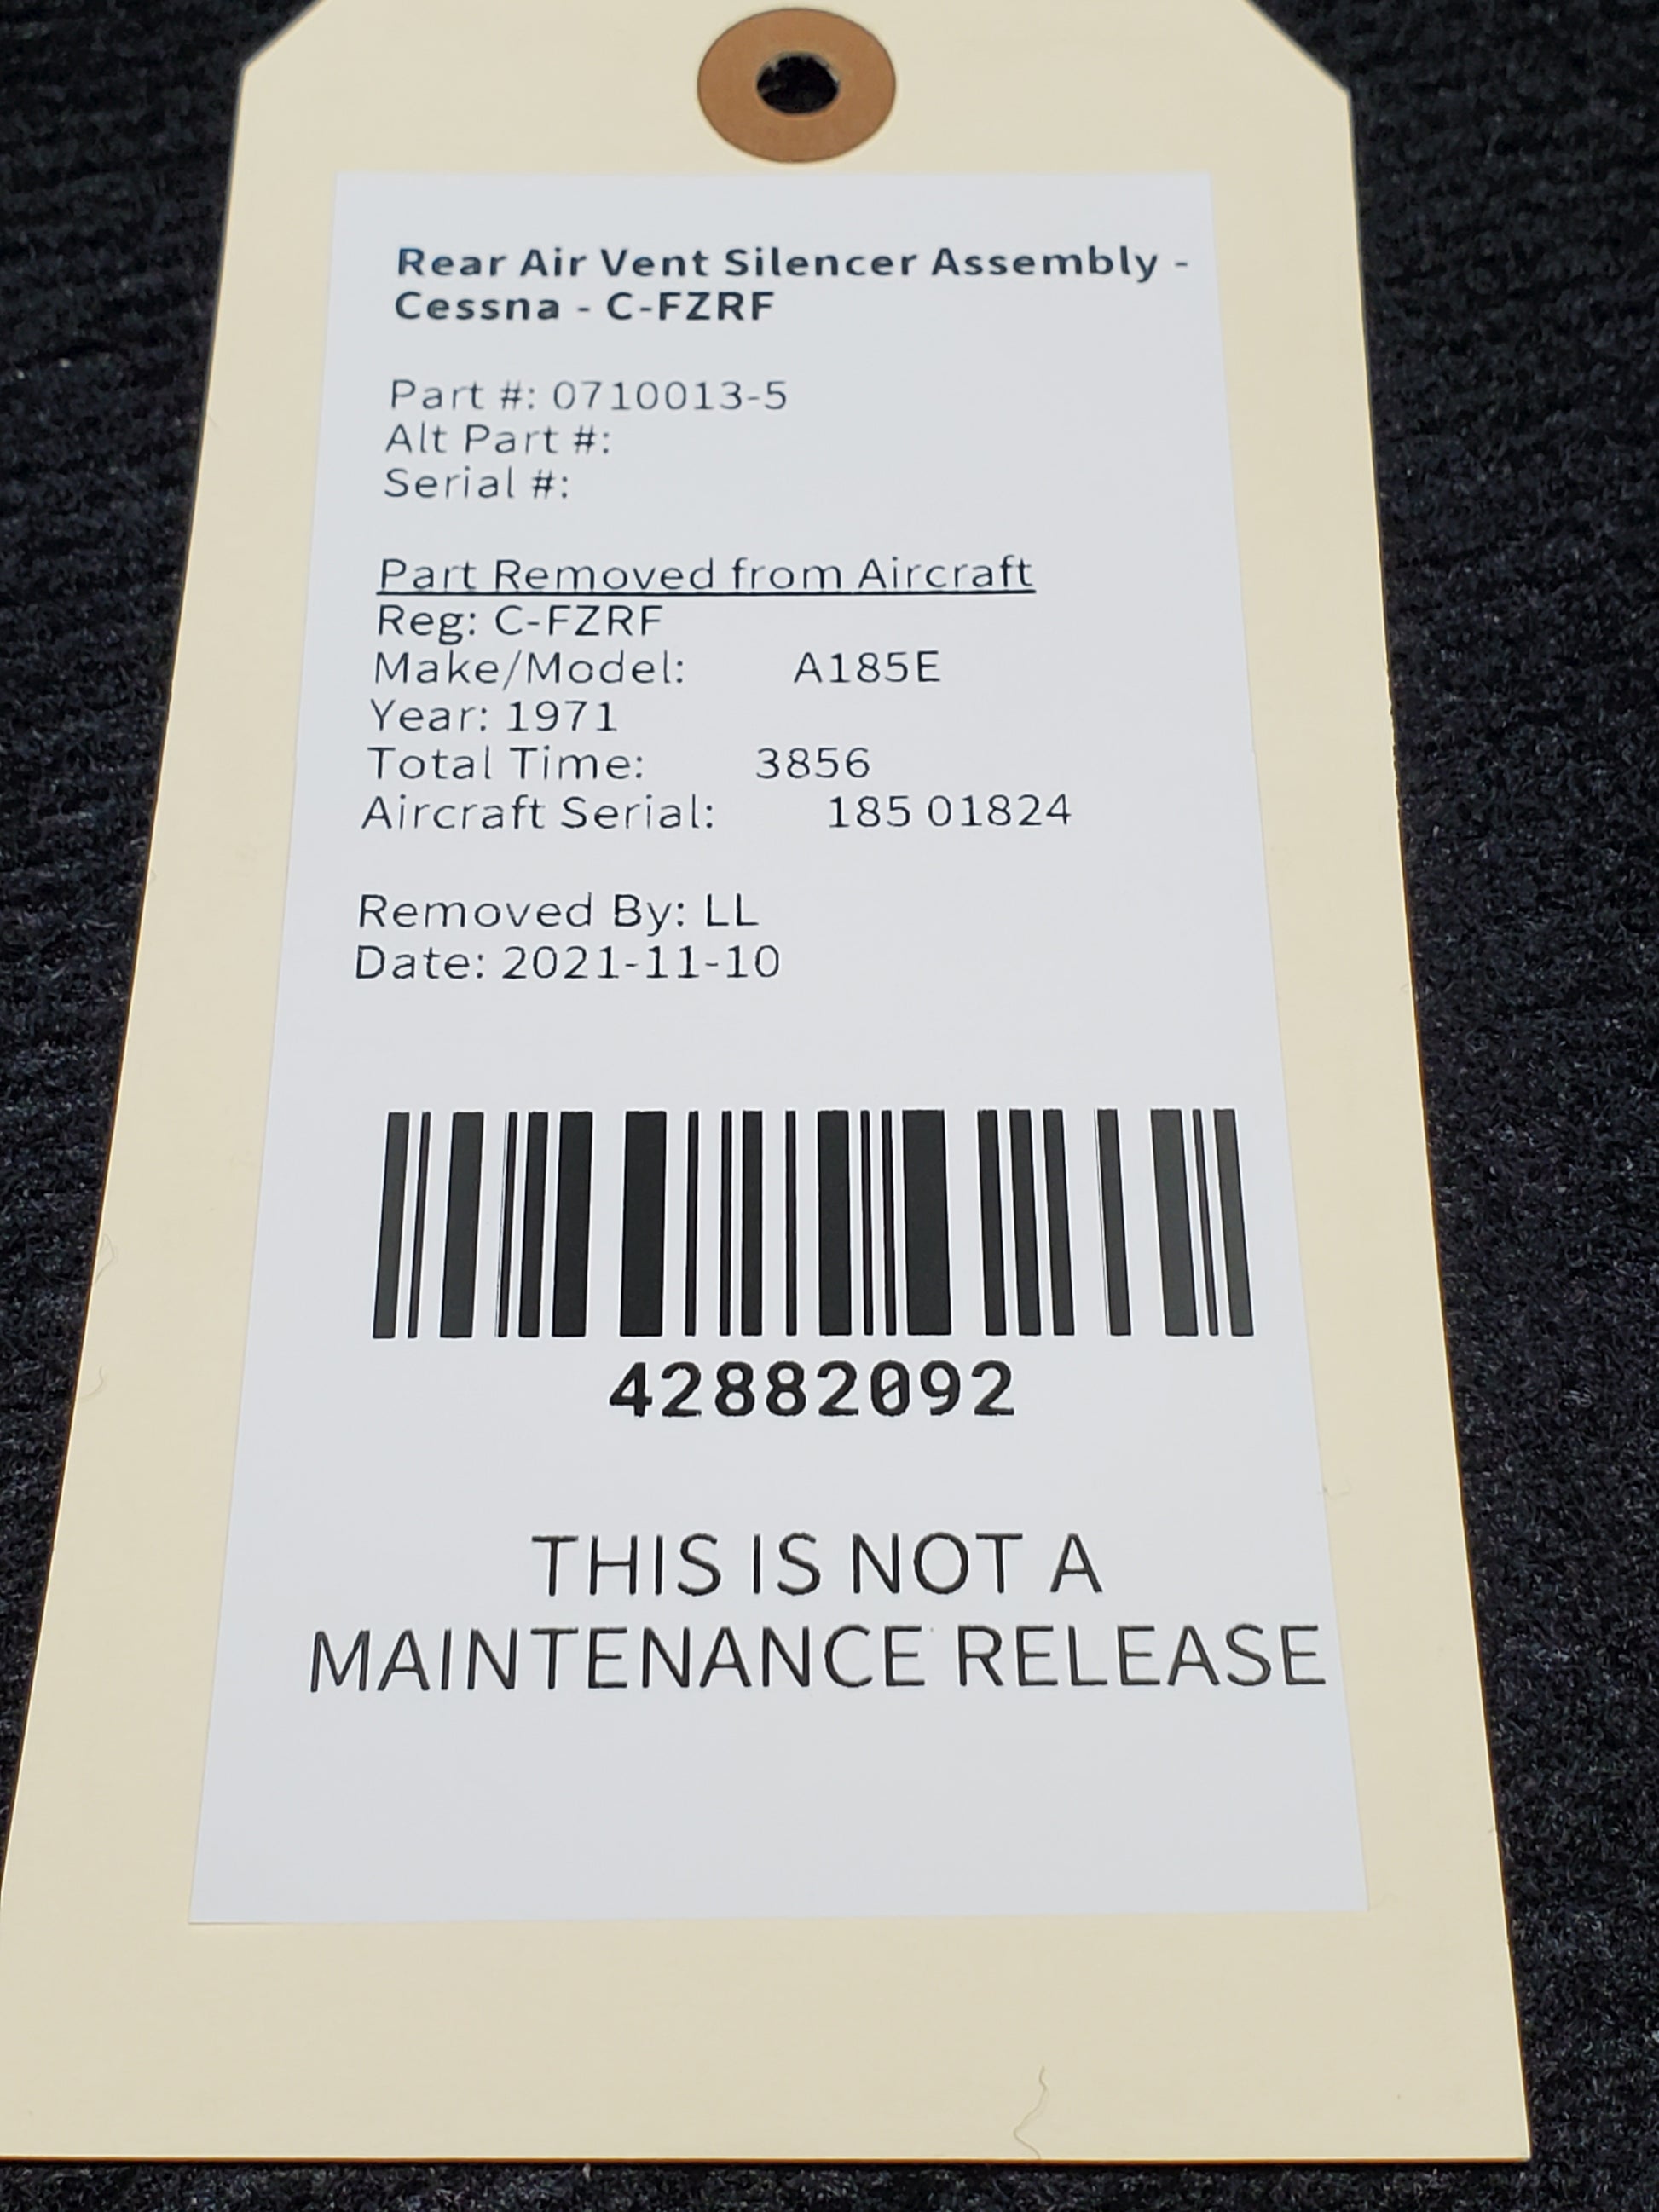 Rear Air Vent Silencer Assembly -
Cessna - C-FZRF
Part #: 0710013-5
Alt Part #:
Serial #:
Part Removed from Aircraft
Reg: C-FZRF
Make/Model: A185E
Year: 1971
Total Time: 3856
Aircraft Serial: 185 01824
Removed By: LL
Date: 2021-11-10
42882092
THIS IS NOT A
MAINTENANCE RELEASE